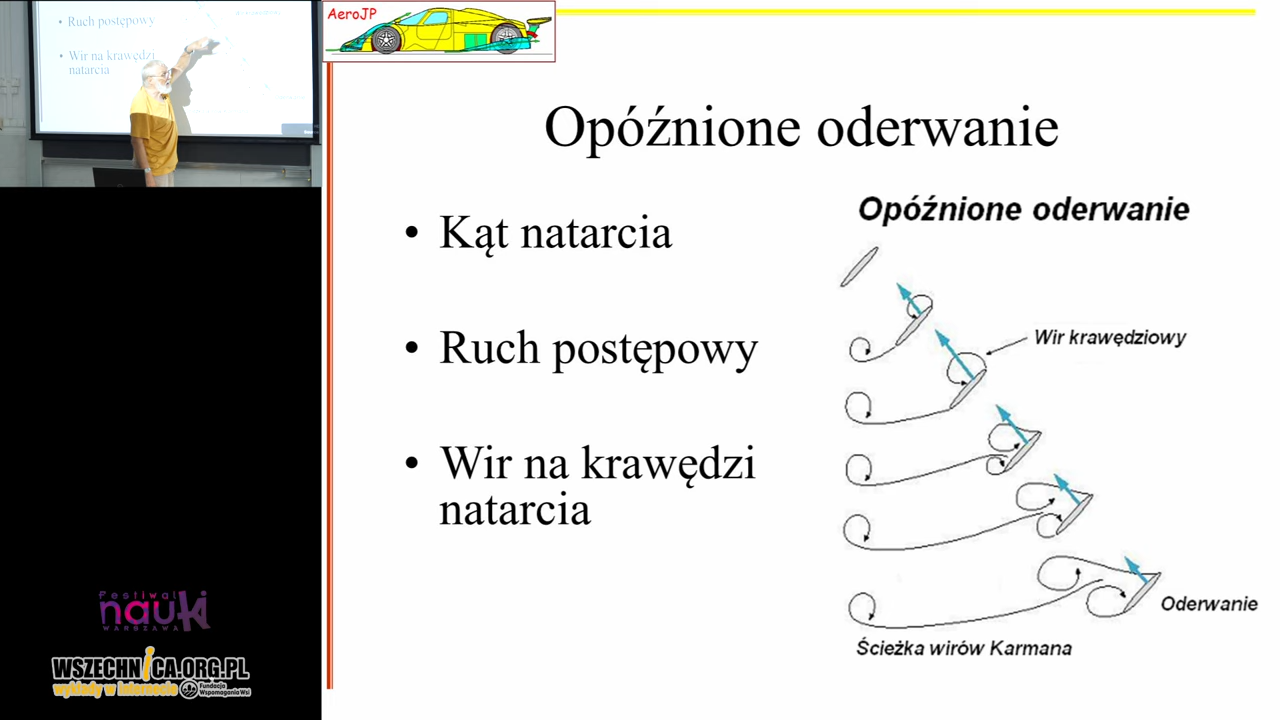 • Ruch postępowy
• Wir na krawędzi
natarcia
AeroJP
Opóźnione oderwanie
• Kąt natarcia
• Ruch postępowy
• Wir na krawędzi
natarcia
Opóźnione oderwanie
Wir krawędziowy
Oderwanie
Ścieżka wirów Karmana
Festiwal
nauki
WARSZAWA
WSZECHNICA.ORG.PL
wykłady w internecie
Fundacja
Wspomagania Wsi